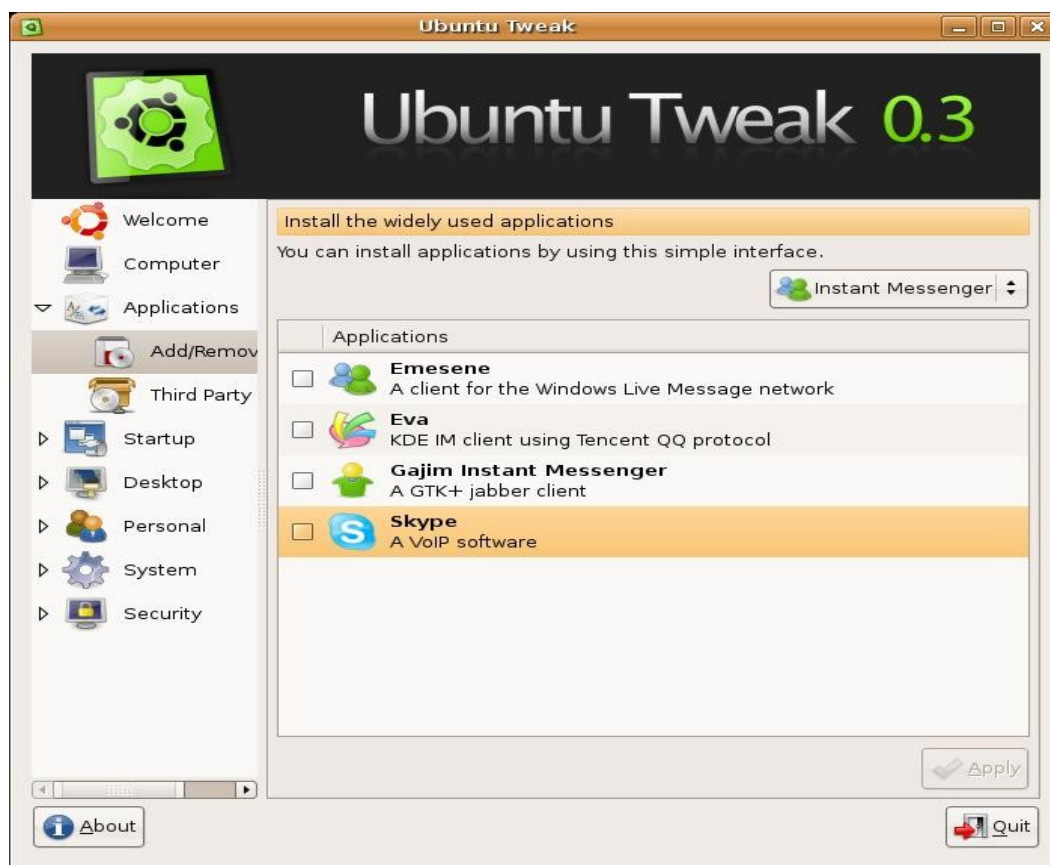 Ubuntu Tweak
Ubuntu Tweak 0.3
Welcome
Computer
Applications
Add/Remov
Third Party
Startup
Desktop
Personal
System
Security
Install the widely used applications
You can install applications by using this simple interface.
Instant Messenger
Applications
Emesene
A client for the Windows Live Message network
Eva
KDE IM client using Tencent QQ protocol
Gajim Instant Messenger
A GTK+ jabber client
Skype
A VoIP software
Apply
About
Quit